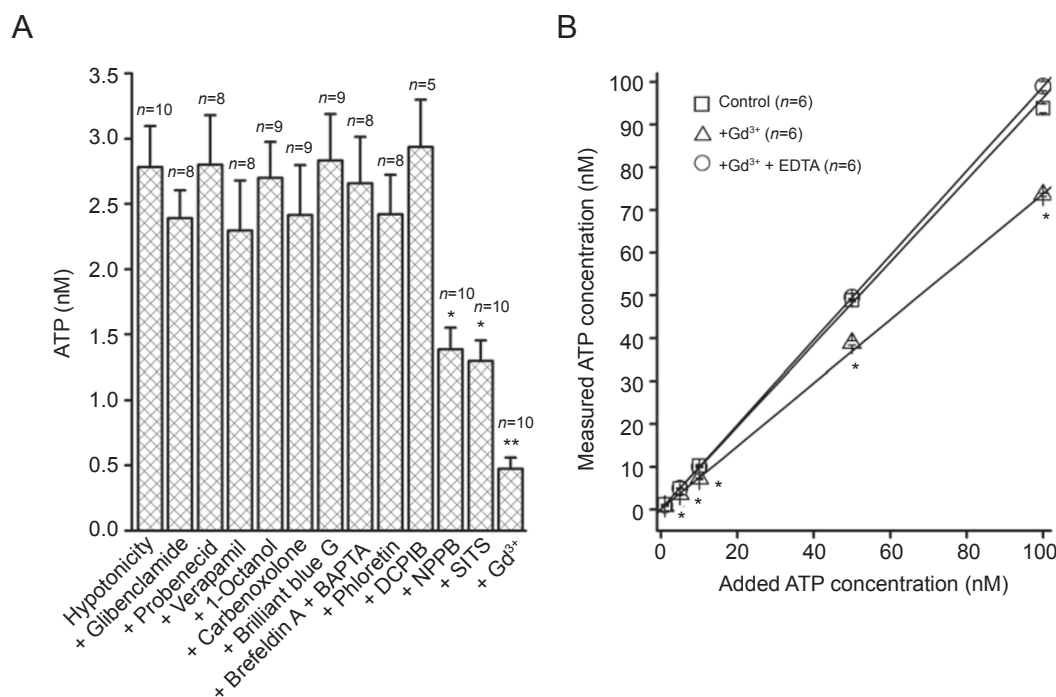 A
3.5
3.0
2.5
2.0
1.5
1.0
0.5
0.0
ATP (nM)
n=10
n=8
n=8
n=8
n=9
n=9
n=9
n=8
n=8
n=5
n=10
*
n=10
*
n=10
**
Hypotonicity
+ Glibenclamide
+ Probenecid
+ Verapamil
+ 1-Octanol
+ Carbenoxolone
+ Brilliant blue G
+ Brefeldin A + BAPTA
+ Phloretin
+ DCPIB
+ NPPB
+ SITS
+ Gd³⁺
B
100
90
80
70
60
50
40
30
20
10
0
Measured ATP concentration (nM)
Control (n=6)
+Gd³⁺ (n=6)
+Gd³⁺ + EDTA (n=6)
*
*
*
*
*
0
20
40
60
80
100
Added ATP concentration (nM)